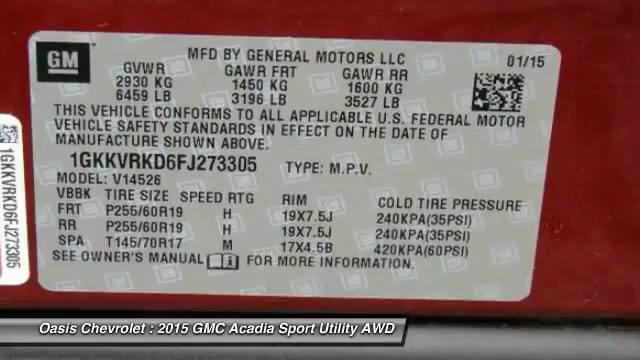 GM
MFD BY GENERAL MOTORS LLC
01/15
GVWR GAWR FRT GAWR RR
2930 KG 1450 KG 1600 KG
6459 LB 3196 LB 3527 LB
THIS VEHICLE CONFORMS TO ALL APPLICABLE U.S. FEDERAL MOTOR
VEHICLE SAFETY STANDARDS IN EFFECT ON THE DATE OF
MANUFACTURE SHOWN ABOVE.
1GKKVRKD6FJ273305 TYPE: M.P.V.
MODEL: V14526
VBBK TIRE SIZE SPEED RTG RIM COLD TIRE PRESSURE
FRT P255/60R19 H 19X7.5J 240KPA(35PSI)
RR P255/60R19 H 19X7.5J 240KPA(35PSI)
SPA T145/70R17 M 17X4.5B 420KPA(60PSI)
SEE OWNER'S MANUAL FOR MORE INFORMATION
1GKKVRKD6FJ273305
Oasis Chevrolet : 2015 GMC Acadia Sport Utility AWD